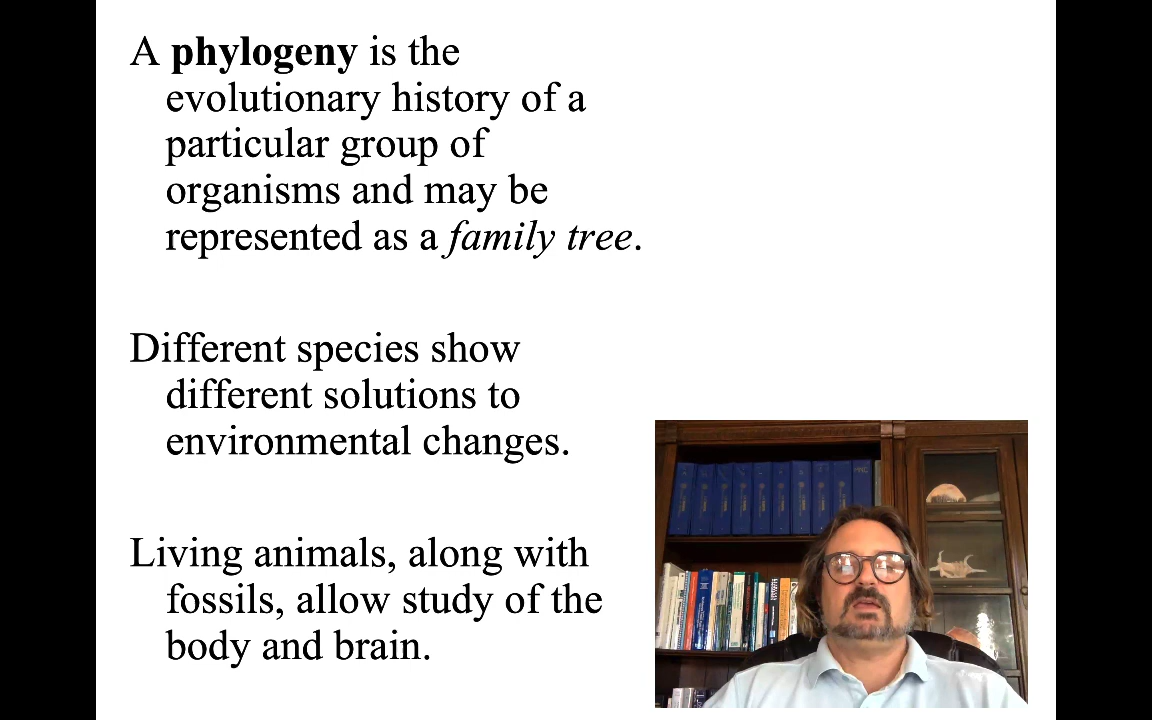 A phylogeny is the
evolutionary history of a
particular group of
organisms and may be
represented as a family tree.
Different species show
different solutions to
environmental changes.
Living animals, along with
fossils, allow study of the
body and brain.